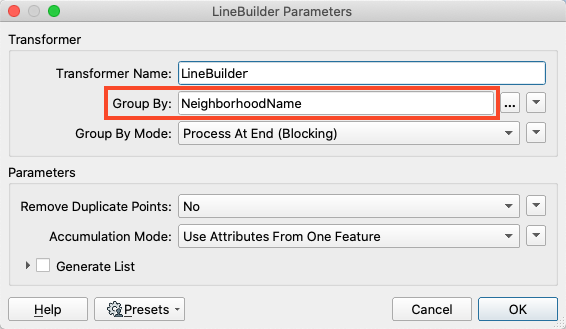 LineBuilder Parameters
Transformer
Transformer Name: LineBuilder
Group By: NeighborhoodName ...
Group By Mode: Process At End (Blocking)
Parameters
Remove Duplicate Points: No
Accumulation Mode: Use Attributes From One Feature
Generate List
Help Presets Cancel OK